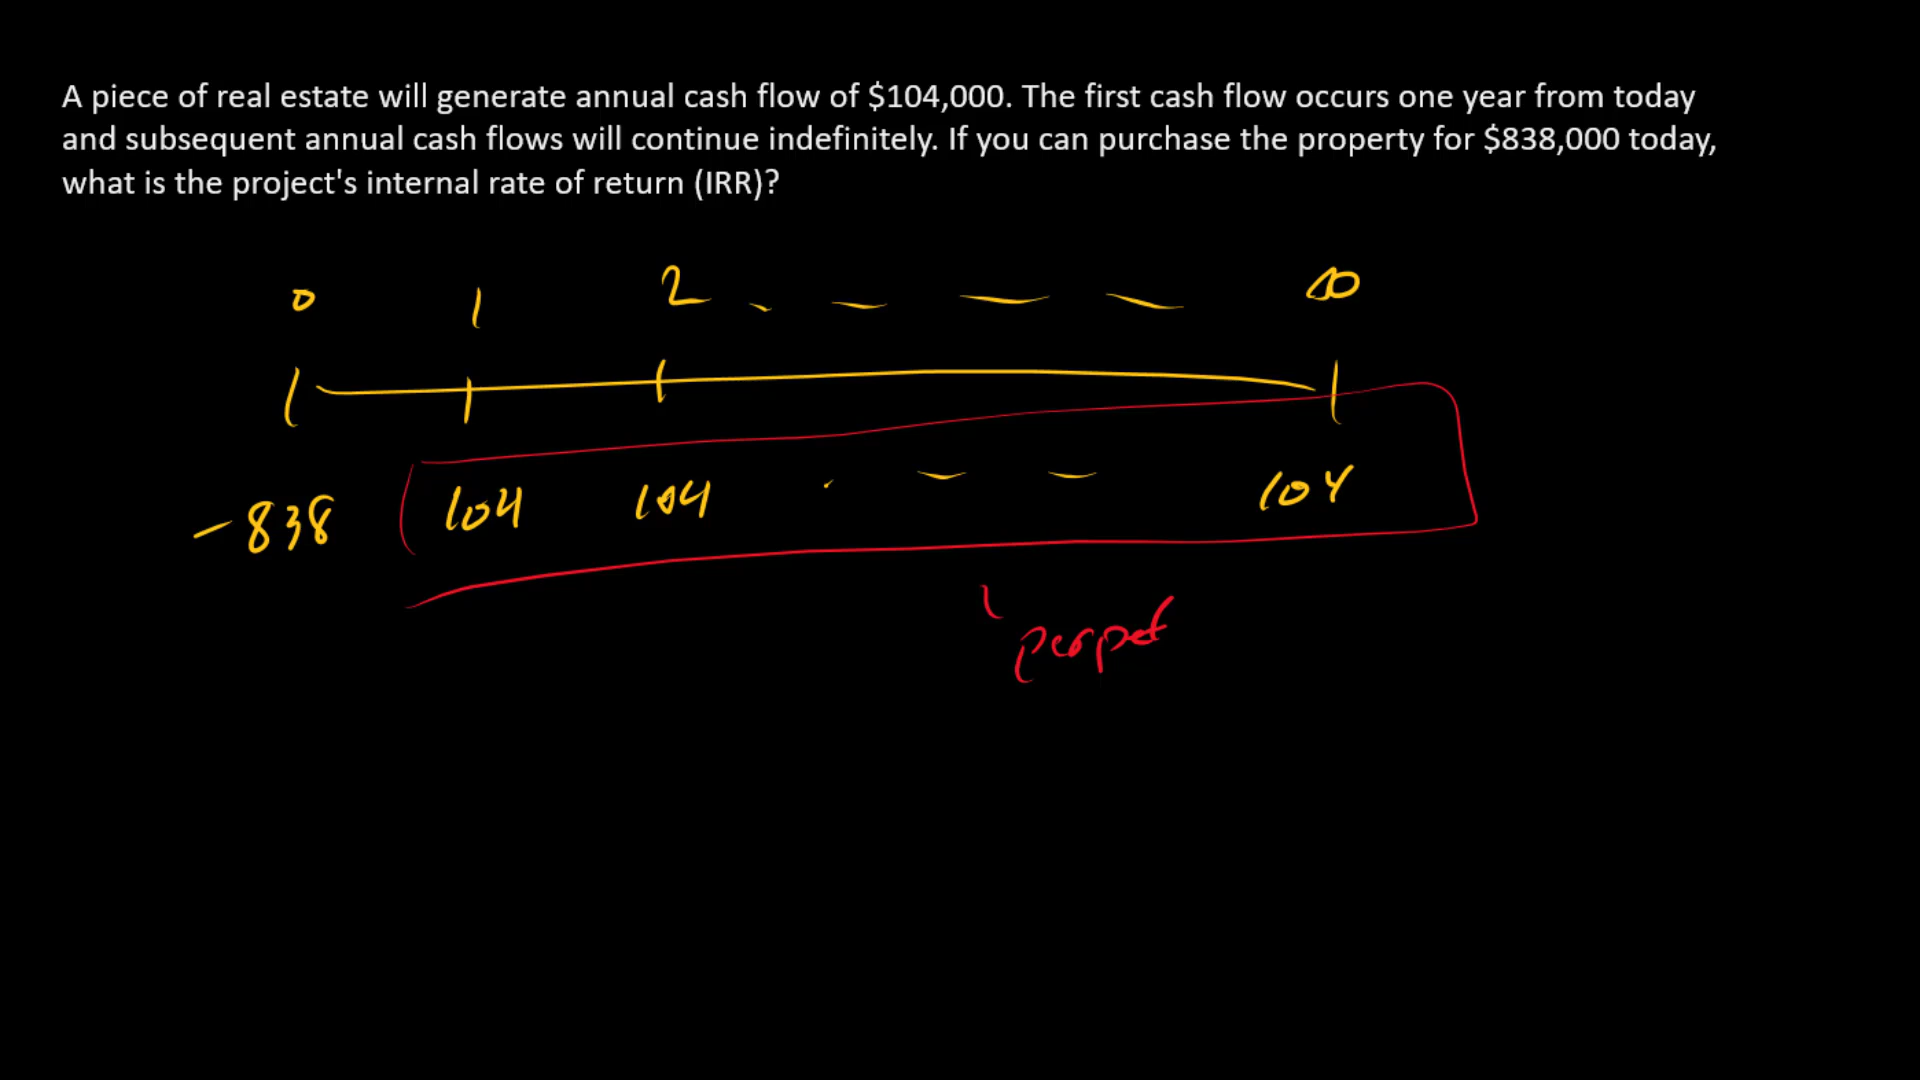 A piece of real estate will generate annual cash flow of $104,000. The first cash flow occurs one year from today
and subsequent annual cash flows will continue indefinitely. If you can purchase the property for $838,000 today,
what is the project's internal rate of return (IRR)?
0 1 2 . _ _ _ ∞
-838 104 104 . _ _ 104
perpet